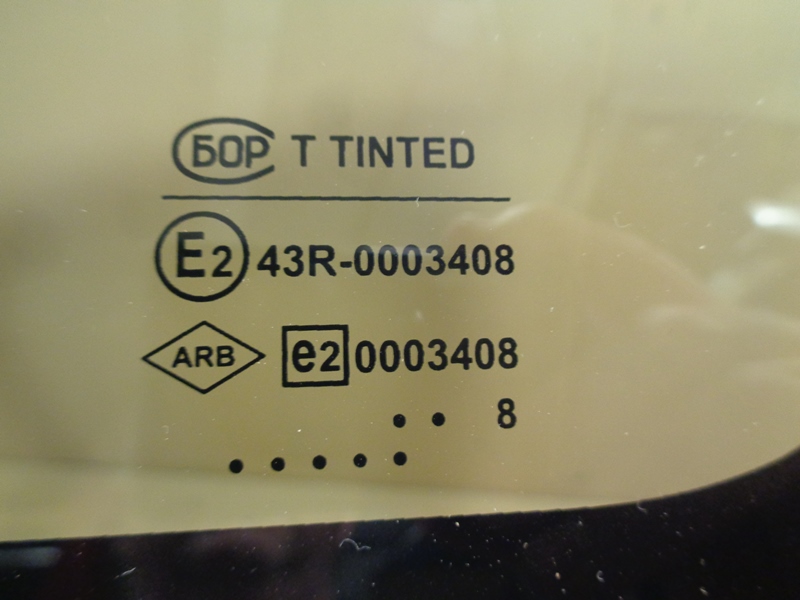 БОР T TINTED
E2 43R-0003408
ARB e2 0003408
8